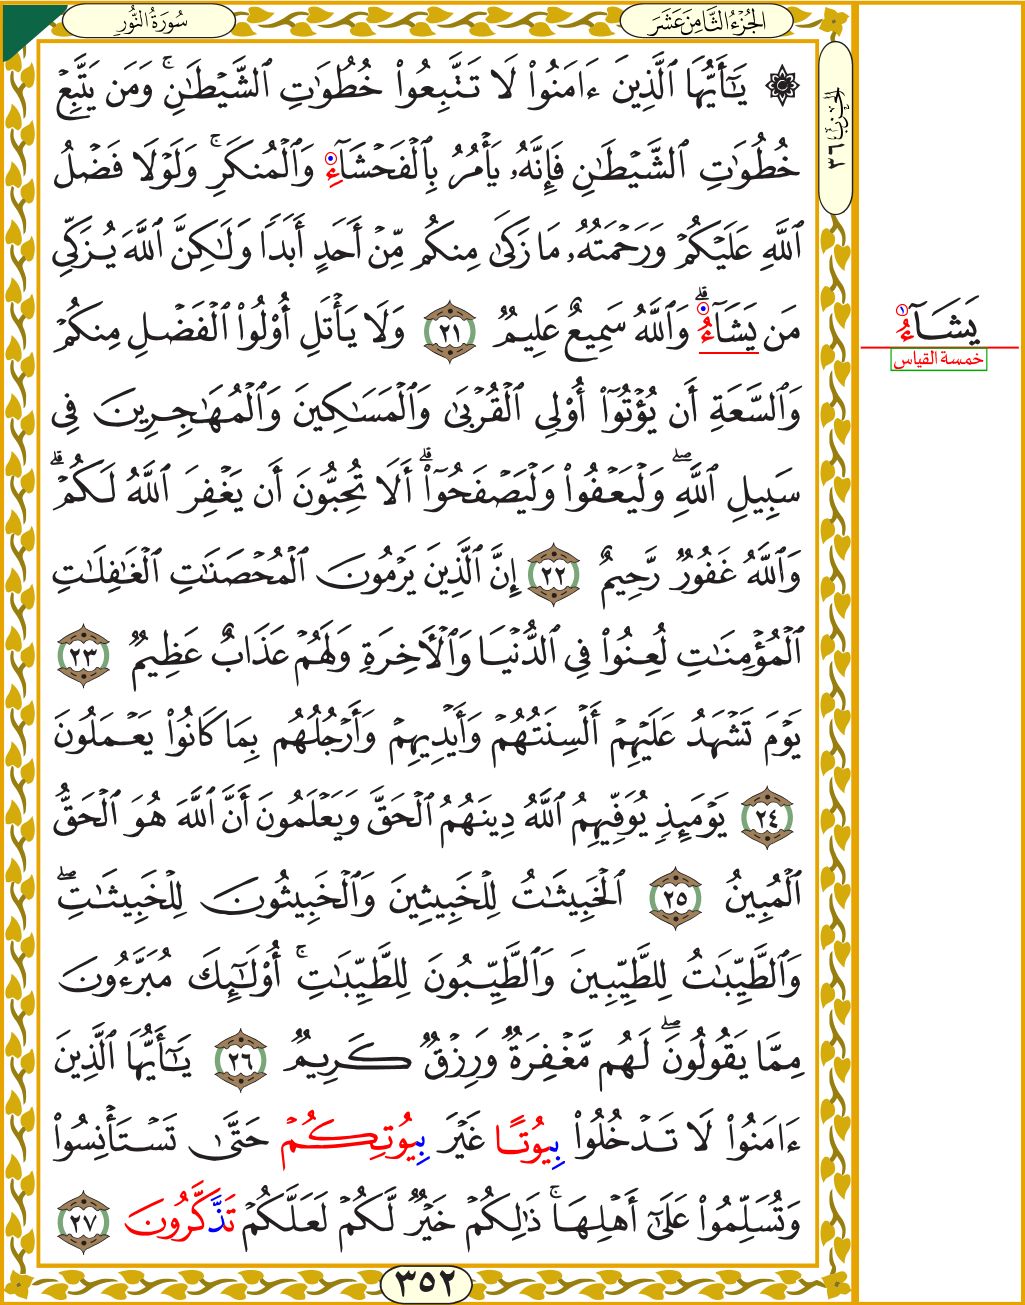 سُورَةُ النُّورِ
الجُزْءُ الثَّامِنَ عَشَرَ
الحزب ٣٦
۞ يَٰٓأَيُّهَا ٱلَّذِينَ ءَامَنُوا۟ لَا تَتَّبِعُوا۟ خُطُوَٰتِ ٱلشَّيْطَٰنِ ۚ وَمَن يَتَّبِعْ
خُطُوَٰتِ ٱلشَّيْطَٰنِ فَإِنَّهُۥ يَأْمُرُ بِٱلْفَحْشَآءِ وَٱلْمُنكَرِ ۚ وَلَوْلَا فَضْلُ
ٱللَّهِ عَلَيْكُمْ وَرَحْمَتُهُۥ مَا زَكَىٰ مِنكُم مِّنْ أَحَدٍ أَبَدًا وَلَٰكِنَّ ٱللَّهَ يُزَكِّى
مَن يَشَآءُ ۗ وَٱللَّهُ سَمِيعٌ عَلِيمٌ ٢١ وَلَا يَأْتَلِ أُو۟لُوا۟ ٱلْفَضْلِ مِنكُمْ
وَٱلسَّعَةِ أَن يُؤْتُوٓا۟ أُو۟لِى ٱلْقُرْبَىٰ وَٱلْمَسَٰكِينَ وَٱلْمُهَٰجِرِينَ فِى
سَبِيلِ ٱللَّهِ ۖ وَلْيَعْفُوا۟ وَلْيَصْفَحُوٓا۟ ۗ أَلَا تُحِبُّونَ أَن يَغْفِرَ ٱللَّهُ لَكُمْ ۗ
وَٱللَّهُ غَفُورٌ رَّحِيمٌ ٢٢ إِنَّ ٱلَّذِينَ يَرْمُونَ ٱلْمُحْصَنَٰتِ ٱلْغَٰفِلَٰتِ
ٱلْمُؤْمِنَٰتِ لُعِنُوا۟ فِى ٱلدُّنْيَا وَٱلْءَاخِرَةِ وَلَهُمْ عَذَابٌ عَظِيمٌ ٢٣
يَوْمَ تَشْهَدُ عَلَيْهِمْ أَلْسِنَتُهُمْ وَأَيْدِيهِمْ وَأَرْجُلُهُم بِمَا كَانُوا۟ يَعْمَلُونَ
٢٤ يَوْمَئِذٍ يُوَفِّيهِمُ ٱللَّهُ دِينَهُمُ ٱلْحَقَّ وَيَعْلَمُونَ أَنَّ ٱللَّهَ هُوَ ٱلْحَقُّ
ٱلْمُبِينُ ٢٥ ٱلْخَبِيثَٰتُ لِلْخَبِيثِينَ وَٱلْخَبِيثُونَ لِلْخَبِيثَٰتِ ۖ
وَٱلطَّيِّبَٰتُ لِلطَّيِّبِينَ وَٱلطَّيِّبُونَ لِلطَّيِّبَٰتِ ۚ أُو۟لَٰٓئِكَ مُبَرَّءُونَ
مِمَّا يَقُولُونَ ۖ لَهُم مَّغْفِرَةٌ وَرِزْقٌ كَرِيمٌ ٢٦ يَٰٓأَيُّهَا ٱلَّذِينَ
ءَامَنُوا۟ لَا تَدْخُلُوا۟ بِيُوتًا غَيْرَ بِيُوتِكُمْ حَتَّىٰ تَسْتَأْنِسُوا۟
وَتُسَلِّمُوا۟ عَلَىٰٓ أَهْلِهَا ۚ ذَٰلِكُمْ خَيْرٌ لَّكُمْ لَعَلَّكُمْ تَذَّكَّرُونَ ٢٧
٣٥٢
يَشَآءُ ١
خمسة القياس